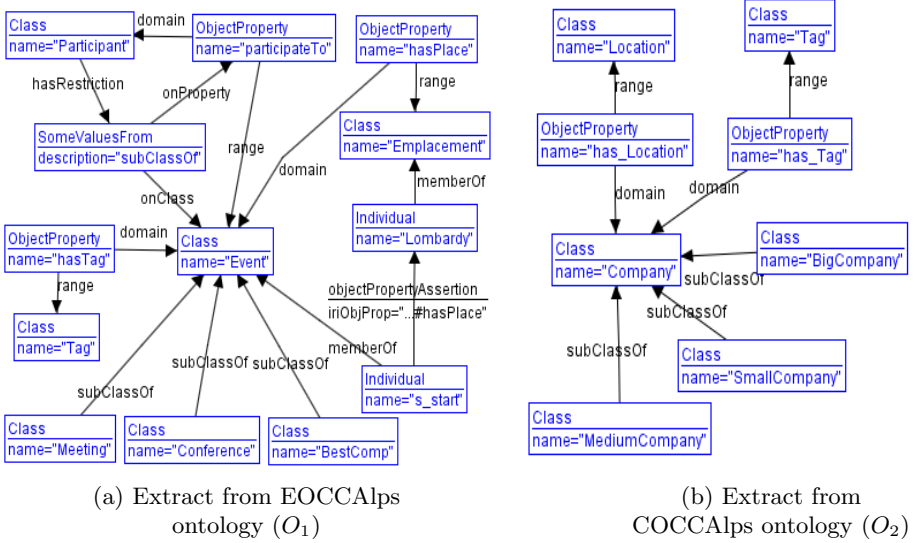 Class
name="Participant"
domain
ObjectProperty
name="participateTo"
ObjectProperty
name="hasPlace"
hasRestriction
onProperty
range
SomeValuesFrom
description="subClassOf"
range
domain
Class
name="Emplacement"
memberOf
onClass
ObjectProperty
name="hasTag"
domain
Class
name="Event"
Individual
name="Lombardy"
range
objectPropertyAssertion
iriObjProp="...#hasPlace"
Class
name="Tag"
subClassOf
subClassOf
subClassOf
memberOf
Individual
name="s_start"
Class
name="Meeting"
Class
name="Conference"
Class
name="BestComp"
(a) Extract from EOCCAlps
ontology (O1)
Class
name="Location"
Class
name="Tag"
range
range
ObjectProperty
name="has_Location"
ObjectProperty
name="has_Tag"
domain
domain
Class
name="Company"
Class
name="BigCompany"
subClassOf
subClassOf
subClassOf
Class
name="SmallCompany"
Class
name="MediumCompany"
(b) Extract from
COCCAlps ontology (O2)